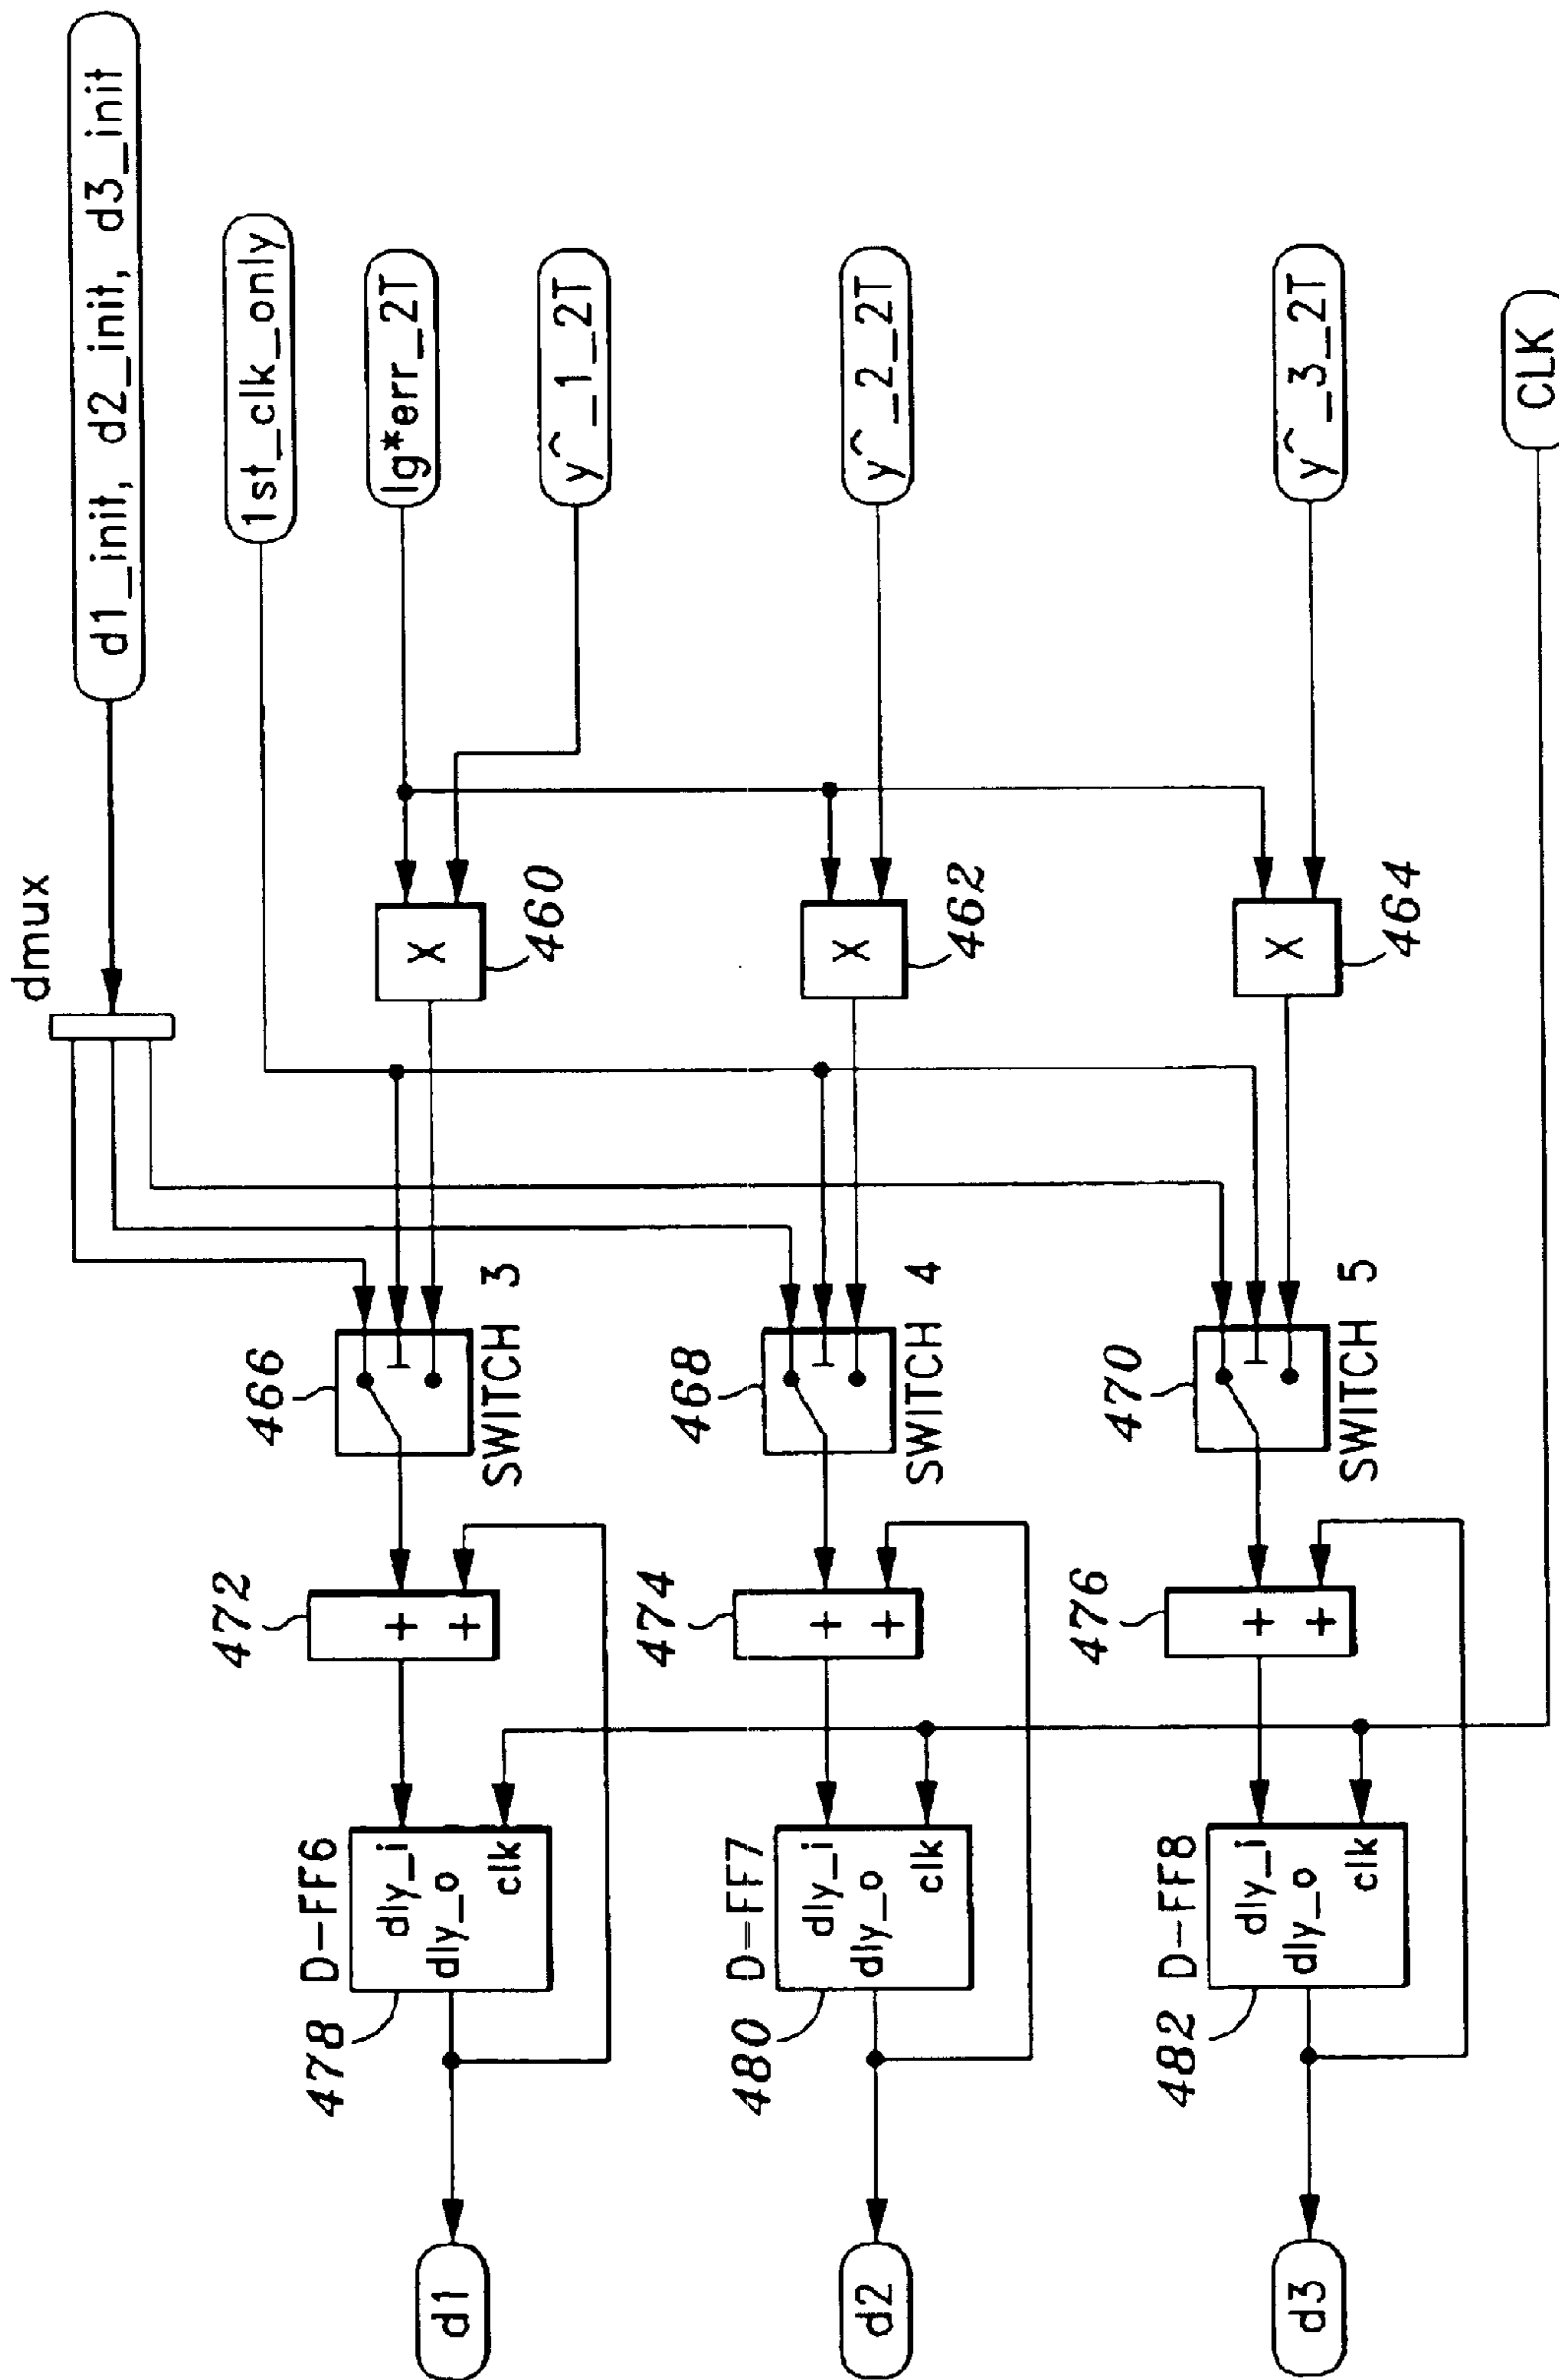 d1_init, d2_init, d3_init
1st_clk_only
lg*err_2T
y^_1_2T
y^_2_2T
y^_3_2T
CLK
dmux
X
460
X
462
X
464
466
SWITCH 3
468
SWITCH 4
470
SWITCH 5
472
+
+
474
+
+
476
+
+
478
D-FF6
dly_i
dly_o
clk
480
D=FF7
dly_i
dly_o
clk
482
D-FF8
dly_i
dly_o
clk
d1
d2
d3